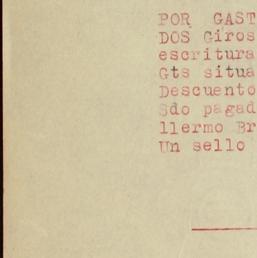 POR GAST
DOS Giros
escritura
Gts situa
Descuento
Sdo pagad
llermo Br
Un sello